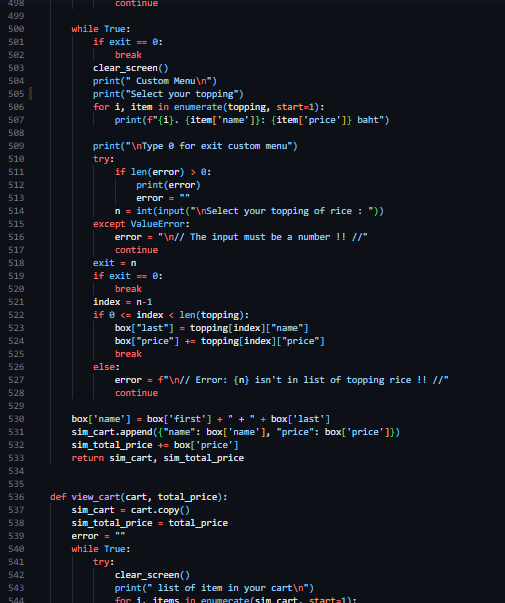 498                 continue
499
500         while True:
501             if exit == 0:
502                 break
503             clear_screen()
504             print(" Custom Menu\n")
505             print("Select your topping")
506             for i, item in enumerate(topping, start=1):
507                 print(f"{i}. {item['name']}: {item['price']} baht")
508
509             print("\nType 0 for exit custom menu")
510             try:
511                 if len(error) > 0:
512                     print(error)
513                     error = ""
514                 n = int(input("\nSelect your topping of rice : "))
515             except ValueError:
516                 error = "\n// The input must be a number !! //"
517                 continue
518             exit = n
519             if exit == 0:
520                 break
521             index = n-1
522             if 0 <= index < len(topping):
523                 box["last"] = topping[index]["name"]
524                 box["price"] += topping[index]["price"]
525                 break
526             else:
527                 error = f"\n// Error: {n} isn't in list of topping rice !! //"
528                 continue
529
530         box['name'] = box['first'] + " + " + box['last']
531         sim_cart.append({"name": box['name'], "price": box['price']})
532         sim_total_price += box['price']
533         return sim_cart, sim_total_price
534
535
536     def view_cart(cart, total_price):
537         sim_cart = cart.copy()
538         sim_total_price = total_price
539         error = ""
540         while True:
541             try:
542                 clear_screen()
543                 print(" list of item in your cart\n")
544                 for i, items in enumerate(sim_cart, start=1):